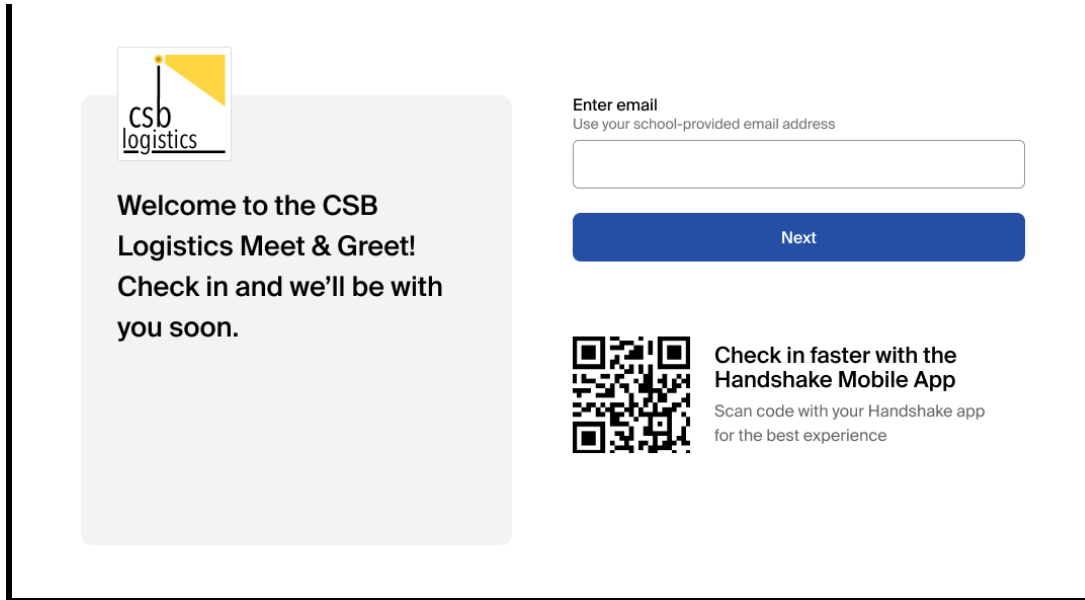 csb
logistics
Welcome to the CSB
Logistics Meet & Greet!
Check in and we’ll be with
you soon.
Enter email
Use your school-provided email address
Next
Check in faster with the
Handshake Mobile App
Scan code with your Handshake app
for the best experience